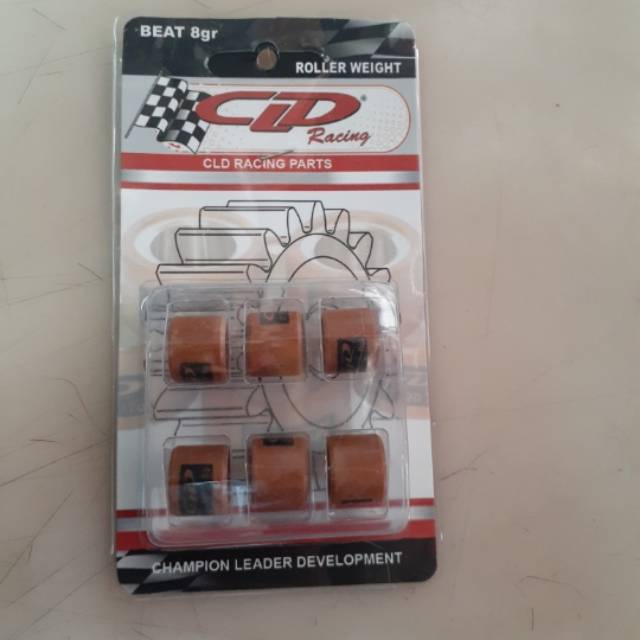 BEAT 8gr
ROLLER WEIGHT
CLD®
Racing
CLD RACING PARTS
CHAMPION LEADER DEVELOPMENT